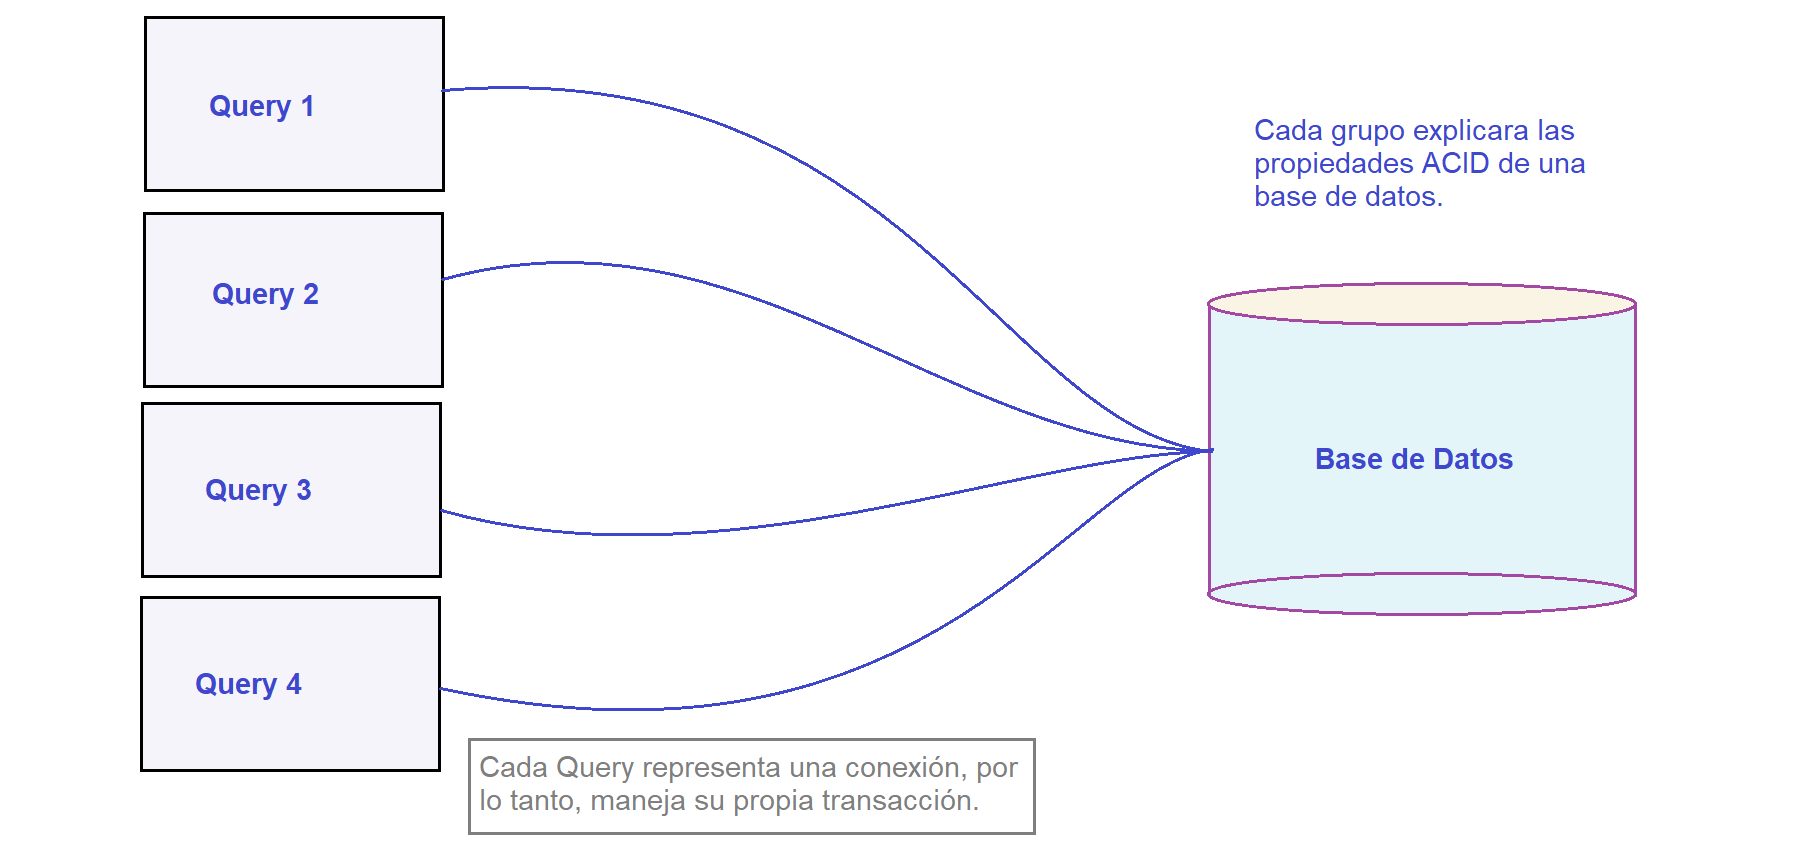 Query 1
Query 2
Query 3
Query 4
Cada grupo explicara las
propiedades ACID de una
base de datos.
Base de Datos
Cada Query representa una conexión, por
lo tanto, maneja su propia transacción.